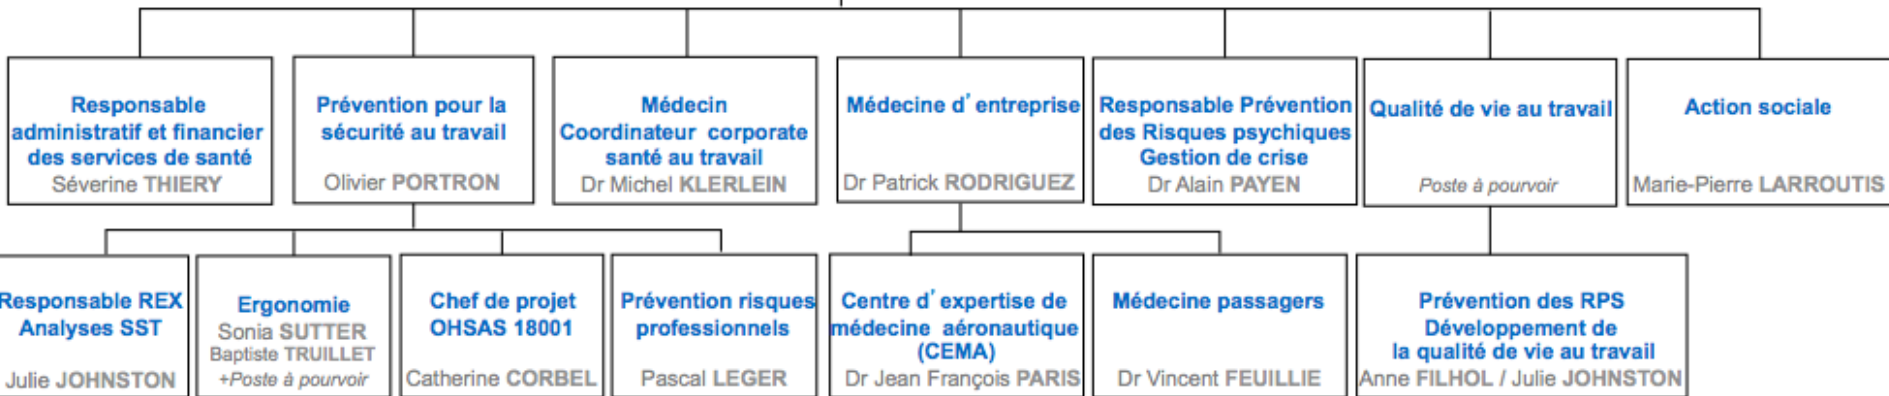 Responsable
administratif et financier
des services de santé
Séverine THIERY
Prévention pour la
sécurité au travail
Olivier PORTRON
Médecin
Coordinateur corporate
santé au travail
Dr Michel KLERLEIN
Médecine d’ entreprise
Dr Patrick RODRIGUEZ
Responsable Prévention
des Risques psychiques
Gestion de crise
Dr Alain PAYEN
Qualité de vie au travail
Poste à pourvoir
Action sociale
Marie-Pierre LARROUTIS
Responsable REX
Analyses SST
Julie JOHNSTON
Ergonomie
Sonia SUTTER
Baptiste TRUILLET
+Poste à pourvoir
Chef de projet
OHSAS 18001
Catherine CORBEL
Prévention risques
professionnels
Pascal LEGER
Centre d’ expertise de
médecine aéronautique
(CEMA)
Dr Jean François PARIS
Médecine passagers
Dr Vincent FEUILLIE
Prévention des RPS
Développement de
la qualité de vie au travail
Anne FILHOL / Julie JOHNSTON